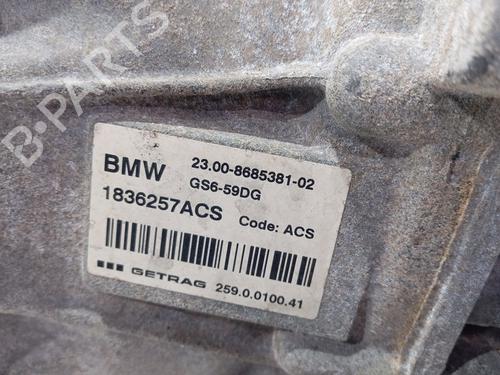 B-PARTS
BMW 23.00-8685381-02
GS6-59DG
1836257ACS Code: ACS
GETRAG 259.0.0100.41